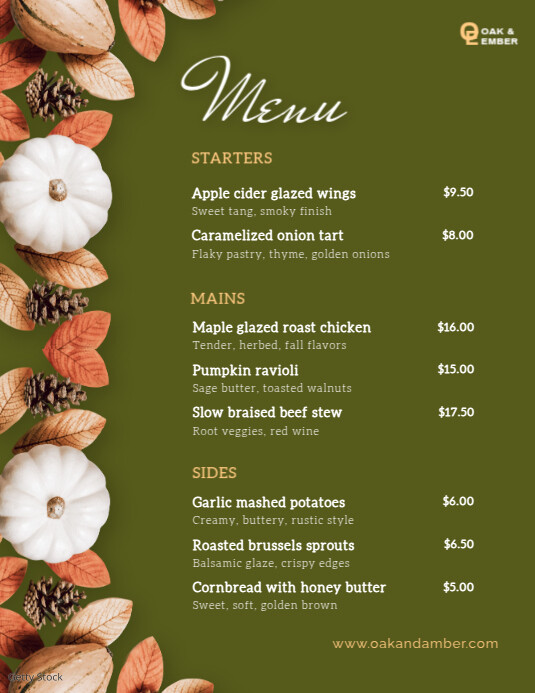 OAK &
EMBER
Menu
STARTERS
Apple cider glazed wings $9.50
Sweet tang, smoky finish
Caramelized onion tart $8.00
Flaky pastry, thyme, golden onions
MAINS
Maple glazed roast chicken $16.00
Tender, herbed, fall flavors
Pumpkin ravioli $15.00
Sage butter, toasted walnuts
Slow braised beef stew $17.50
Root veggies, red wine
SIDES
Garlic mashed potatoes $6.00
Creamy, buttery, rustic style
Roasted brussels sprouts $6.50
Balsamic glaze, crispy edges
Cornbread with honey butter $5.00
Sweet, soft, golden brown
www.oakandamber.com
Getty Stock